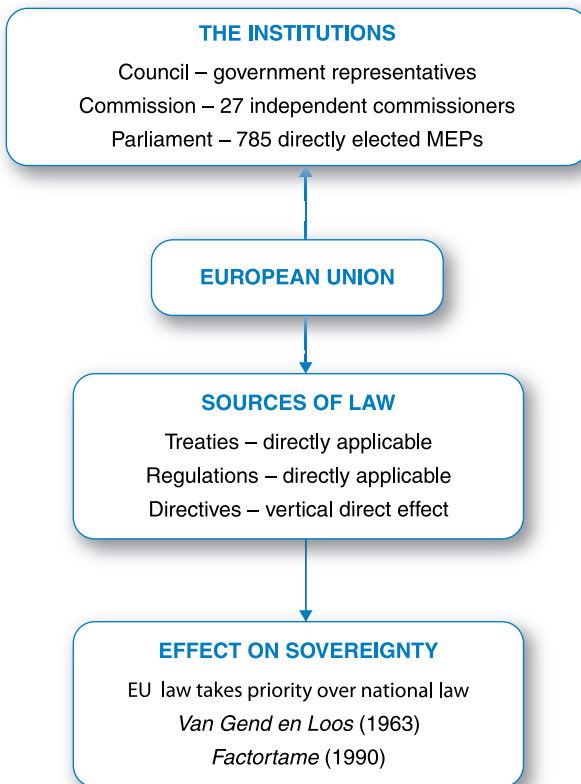 THE INSTITUTIONS
Council – government representatives
Commission – 27 independent commissioners
Parliament – 785 directly elected MEPs
EUROPEAN UNION
SOURCES OF LAW
Treaties – directly applicable
Regulations – directly applicable
Directives – vertical direct effect
EFFECT ON SOVEREIGNTY
EU law takes priority over national law
Van Gend en Loos (1963)
Factortame (1990)